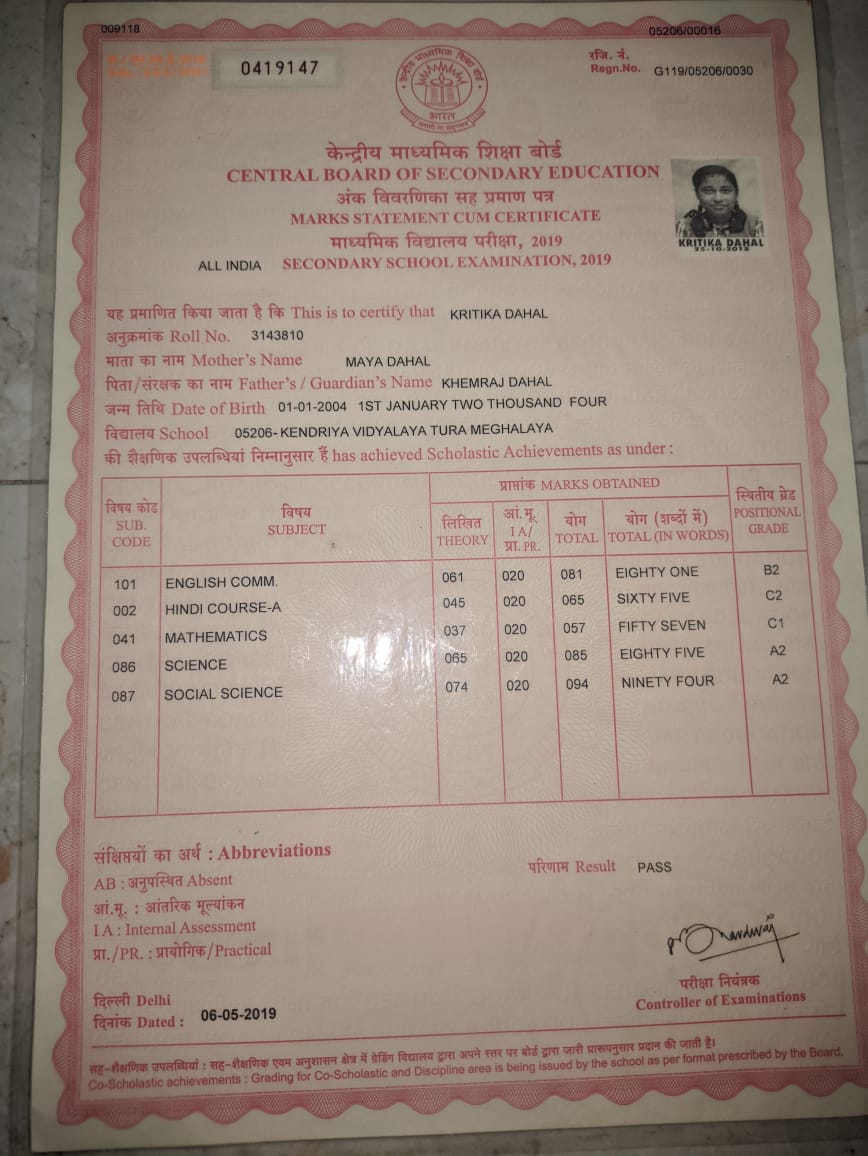 009118
05206/00016
0419147
रजि. नं.
Regn.No. G119/05206/0030
भारत
केन्द्रीय माध्यमिक शिक्षा बोर्ड
CENTRAL BOARD OF SECONDARY EDUCATION
अंक विवरणिका सह प्रमाण पत्र
MARKS STATEMENT CUM CERTIFICATE
माध्यमिक विद्यालय परीक्षा, 2019
ALL INDIA SECONDARY SCHOOL EXAMINATION, 2019
KRITIKA DAHAL
25-10-2018
यह प्रमाणित किया जाता है कि This is to certify that KRITIKA DAHAL
अनुक्रमांक Roll No. 3143810
माता का नाम Mother's Name MAYA DAHAL
पिता/संरक्षक का नाम Father's / Guardian's Name KHEMRAJ DAHAL
जन्म तिथि Date of Birth 01-01-2004 1ST JANUARY TWO THOUSAND FOUR
विद्यालय School 05206-KENDRIYA VIDYALAYA TURA MEGHALAYA
की शैक्षणिक उपलब्धियां निम्नानुसार हैं has achieved Scholastic Achievements as under :
विषय कोड
SUB.
CODE
विषय
SUBJECT
प्राप्तांक MARKS OBTAINED
लिखित
THEORY
आं.मू.
I A/
प्रा. PR.
योग
TOTAL
योग (शब्दों में)
TOTAL (IN WORDS)
स्थितीय ग्रेड
POSITIONAL
GRADE
101 ENGLISH COMM. 061 020 081 EIGHTY ONE B2
002 HINDI COURSE-A 045 020 065 SIXTY FIVE C2
041 MATHEMATICS 037 020 057 FIFTY SEVEN C1
086 SCIENCE 065 020 085 EIGHTY FIVE A2
087 SOCIAL SCIENCE 074 020 094 NINETY FOUR A2
संक्षिप्तियों का अर्थ : Abbreviations
AB : अनुपस्थित Absent
आं.मू. : आंतरिक मूल्यांकन
I A : Internal Assessment
प्रा./PR. : प्रायोगिक/Practical
परिणाम Result PASS
दिल्ली Delhi
दिनांक Dated : 06-05-2019
परीक्षा नियंत्रक
Controller of Examinations
सह-शैक्षणिक उपलब्धियां : सह-शैक्षणिक एवम अनुशासन क्षेत्र में ग्रेडिंग विद्यालय द्वारा अपने स्तर पर बोर्ड द्वारा जारी प्रारूपनुसार प्रदान की जाती है।
Co-Scholastic achievements : Grading for Co-Scholastic and Discipline area is being issued by the school as per format prescribed by the Board.